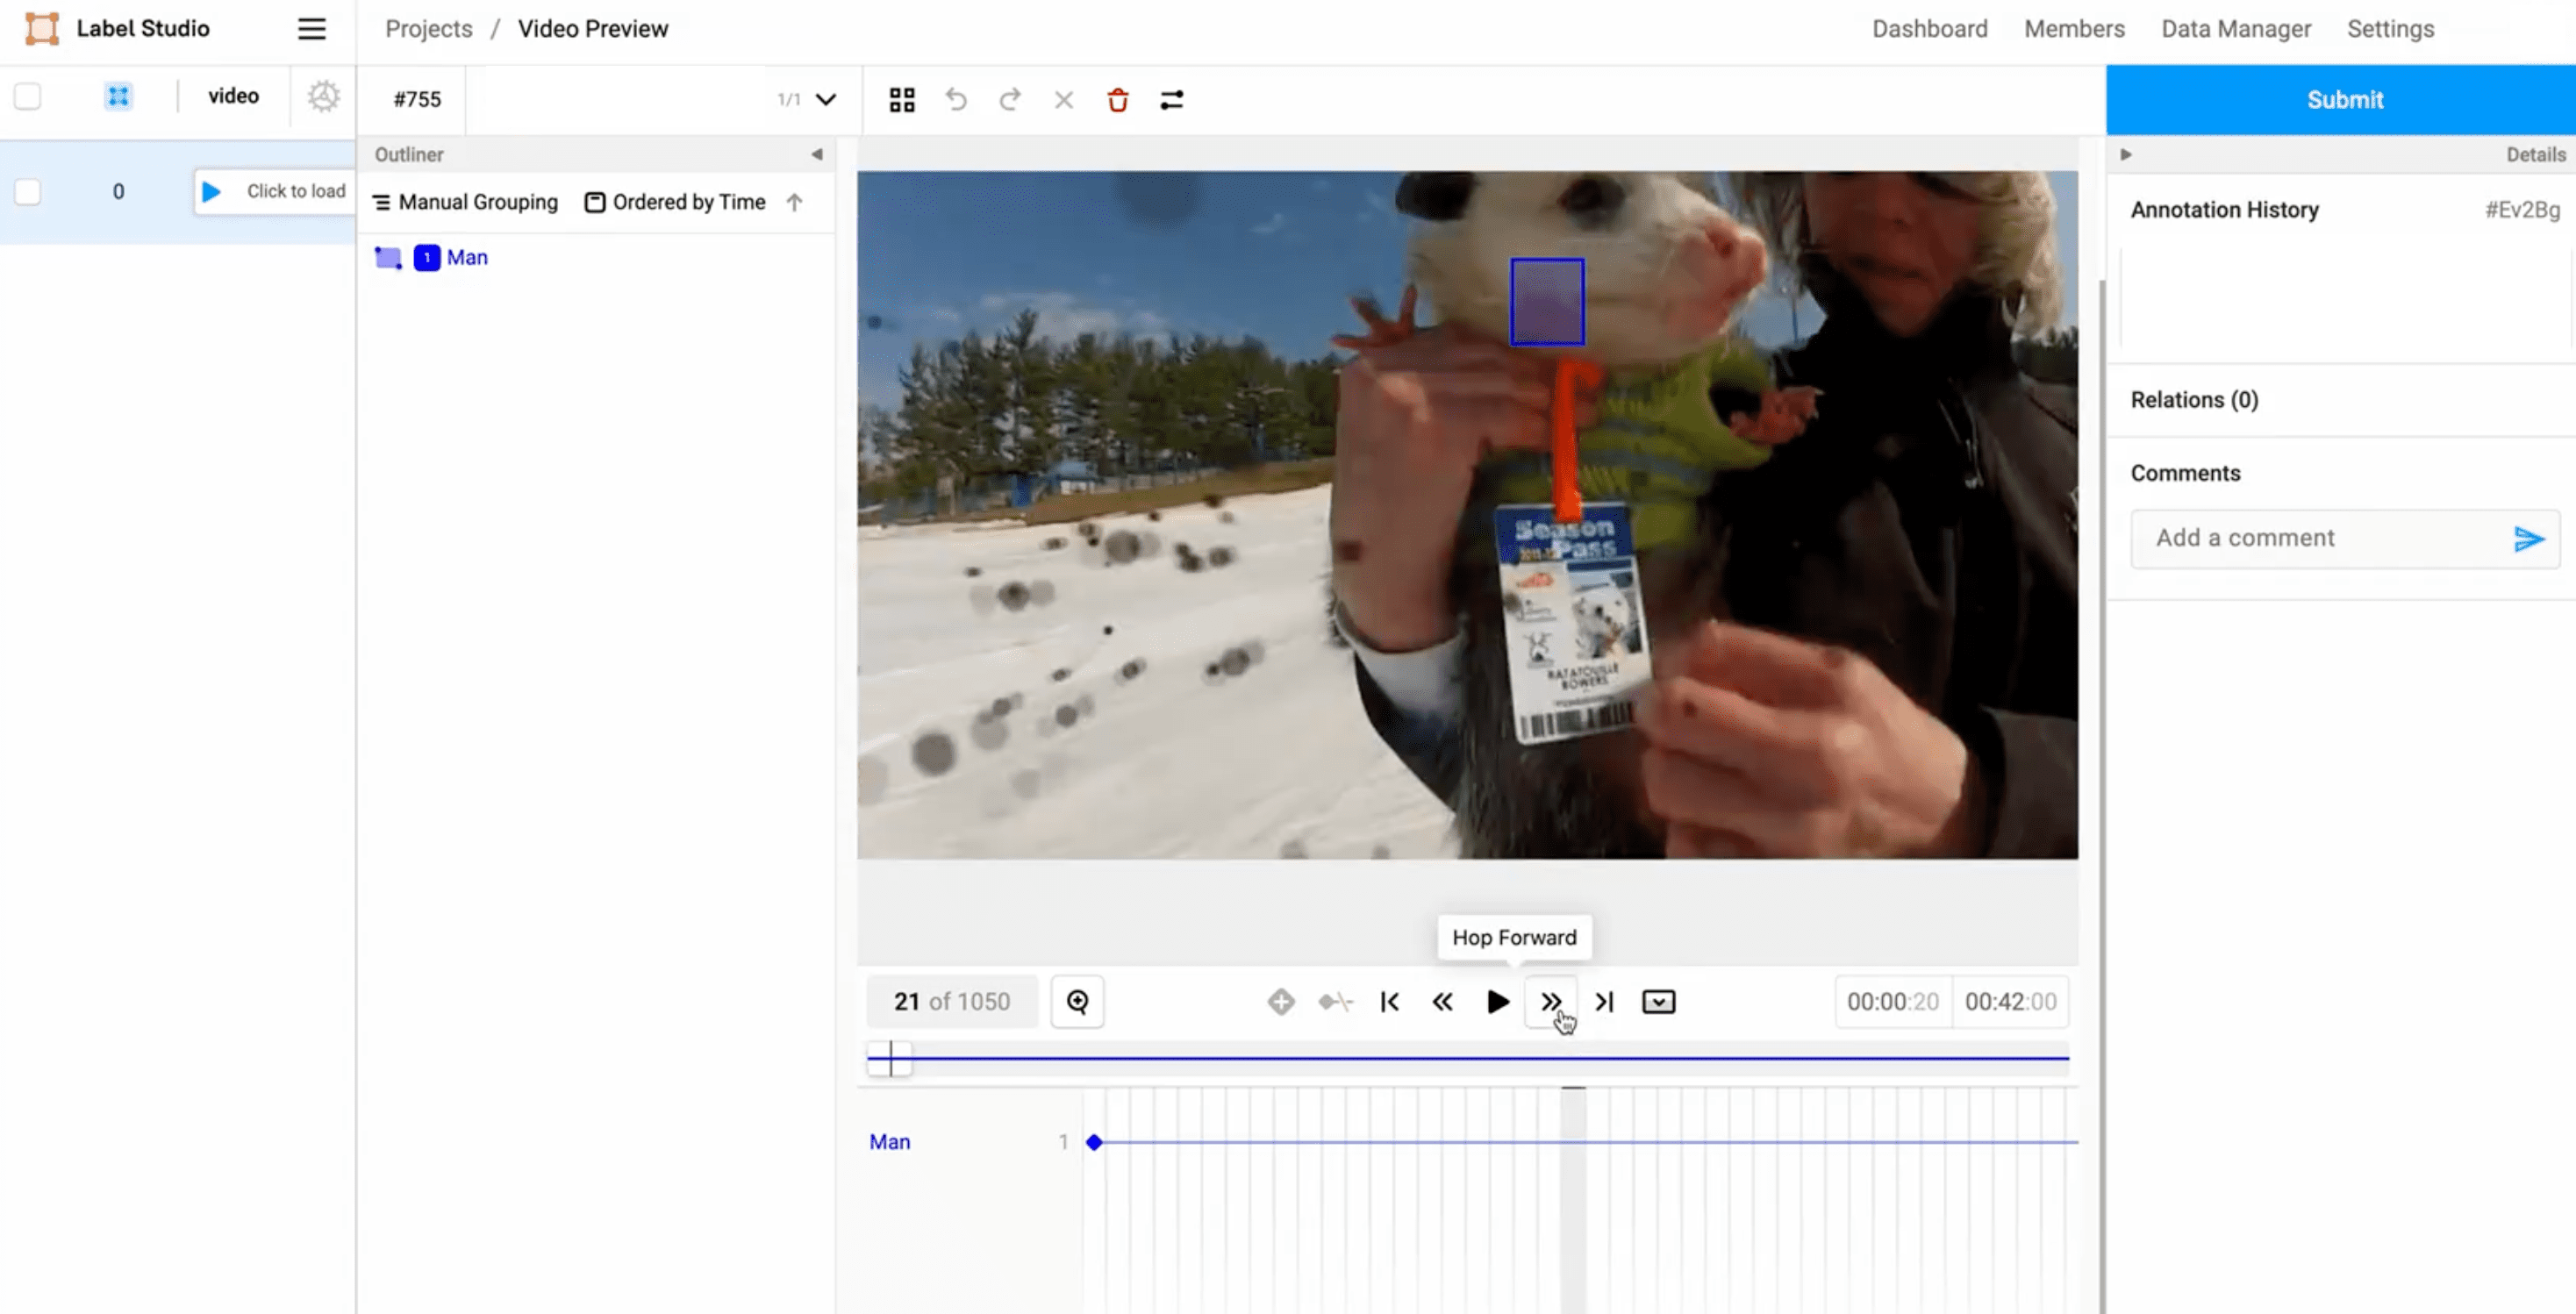 Label Studio
Projects / Video Preview
Dashboard Members Data Manager Settings
video
#755
1/1
Submit
0
Click to load
Outliner
Manual Grouping
Ordered by Time
1 Man
Details
Annotation History
#Ev2Bg
Relations (0)
Comments
Add a comment
Season
Pass
RATATOUILLE
BOWERS
Hop Forward
21 of 1050
00:00:20
00:42:00
Man
1